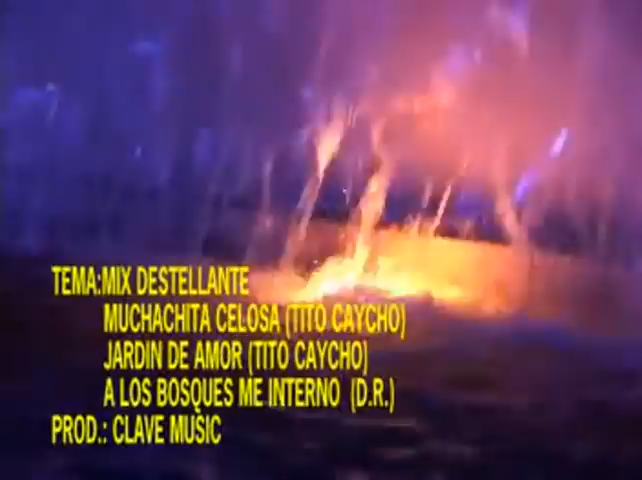 TEMA:MIX DESTELLANTE
MUCHACHITA CELOSA (TITO CAYCHO)
JARDIN DE AMOR (TITO CAYCHO)
A LOS BOSQUES ME INTERNO (D.R.)
PROD.: CLAVE MUSIC